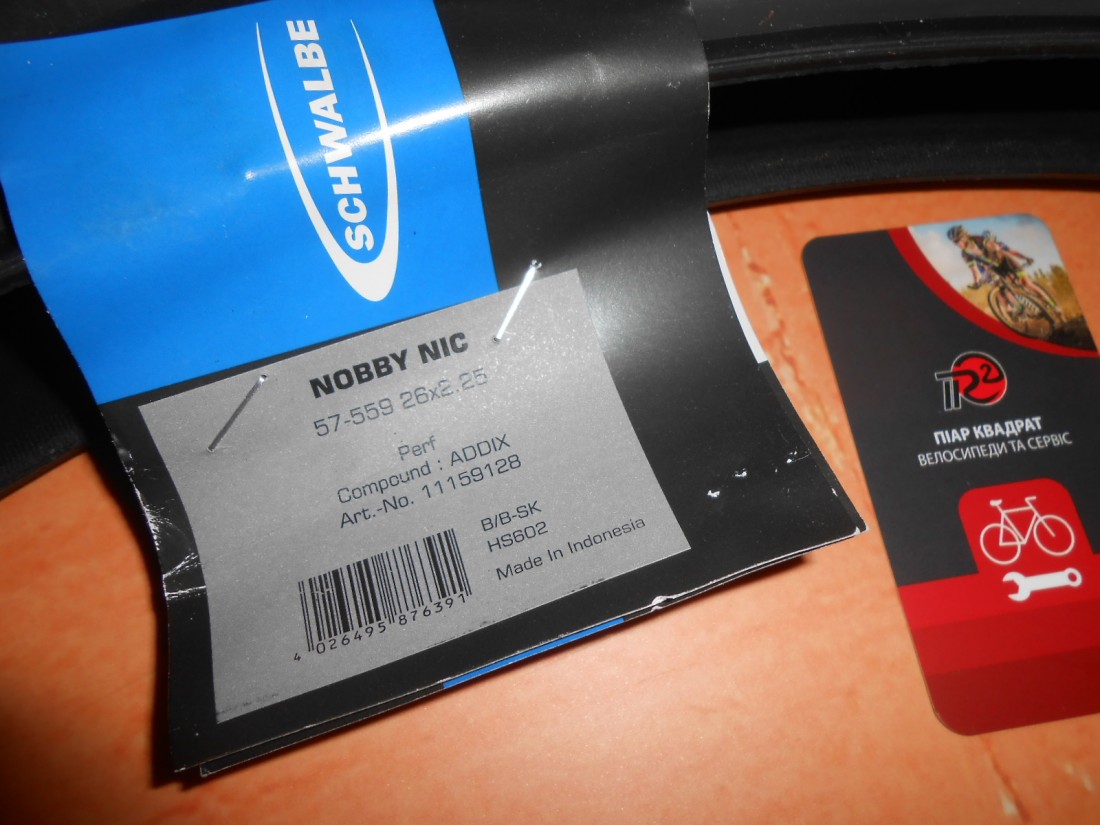 SCHWALBE
NOBBY NIC
57-559 26x2.25
Perf
Compound : ADDIX
Art.-No. 11159128
B/B-SK
HS602
Made In Indonesia
4 026495 876391
ПІАР КВАДРАТ
ВЕЛОСИПЕДИ ТА СЕРВІС